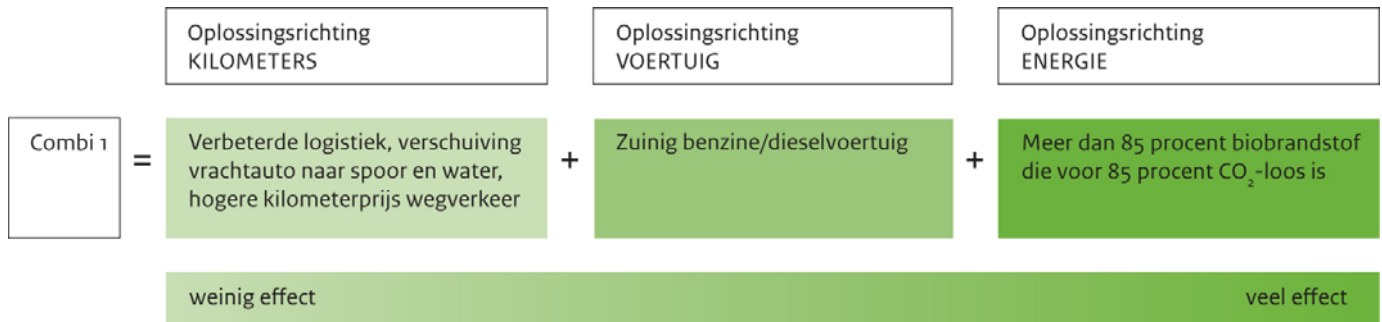 Oplossingsrichting
KILOMETERS
Oplossingsrichting
VOERTUIG
Oplossingsrichting
ENERGIE
Combi 1
=
Verbeterde logistiek, verschuiving
vrachtauto naar spoor en water,
hogere kilometerprijs wegverkeer
+
Zuinig benzine/dieselvoertuig
+
Meer dan 85 procent biobrandstof
die voor 85 procent CO₂-loos is
weinig effect
veel effect